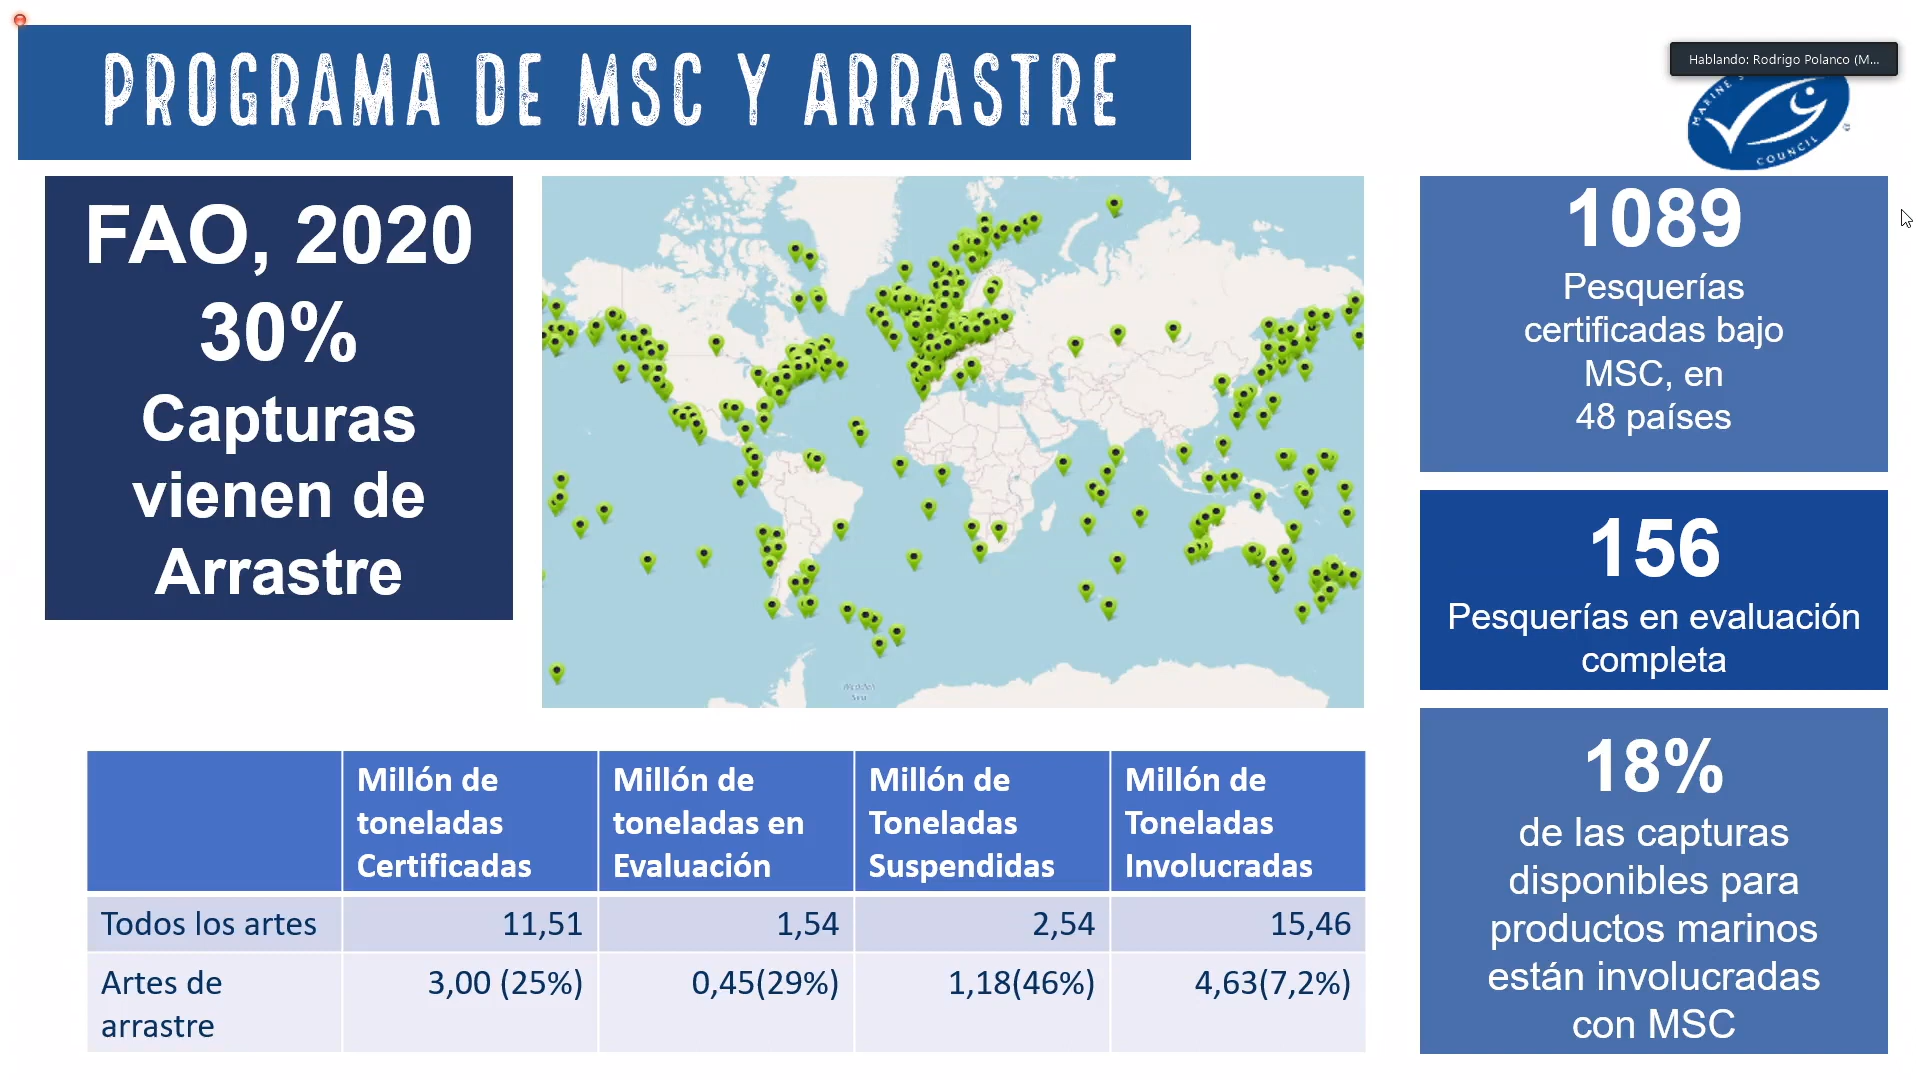 PROGRAMA DE MSC Y ARRASTRE
Hablando: Rodrigo Polanco (M...
MARINE S
COUNCIL
FAO, 2020
30%
Capturas
vienen de
Arrastre
Weddell
Sea
1089
Pesquerías
certificadas bajo
MSC, en
48 países
156
Pesquerías en evaluación
completa
18%
de las capturas
disponibles para
productos marinos
están involucradas
con MSC
Millón de
toneladas
Certificadas
Millón de
toneladas en
Evaluación
Millón de
Toneladas
Suspendidas
Millón de
Toneladas
Involucradas
Todos los artes 11,51 1,54 2,54 15,46
Artes de
arrastre
3,00 (25%) 0,45(29%) 1,18(46%) 4,63(7,2%)